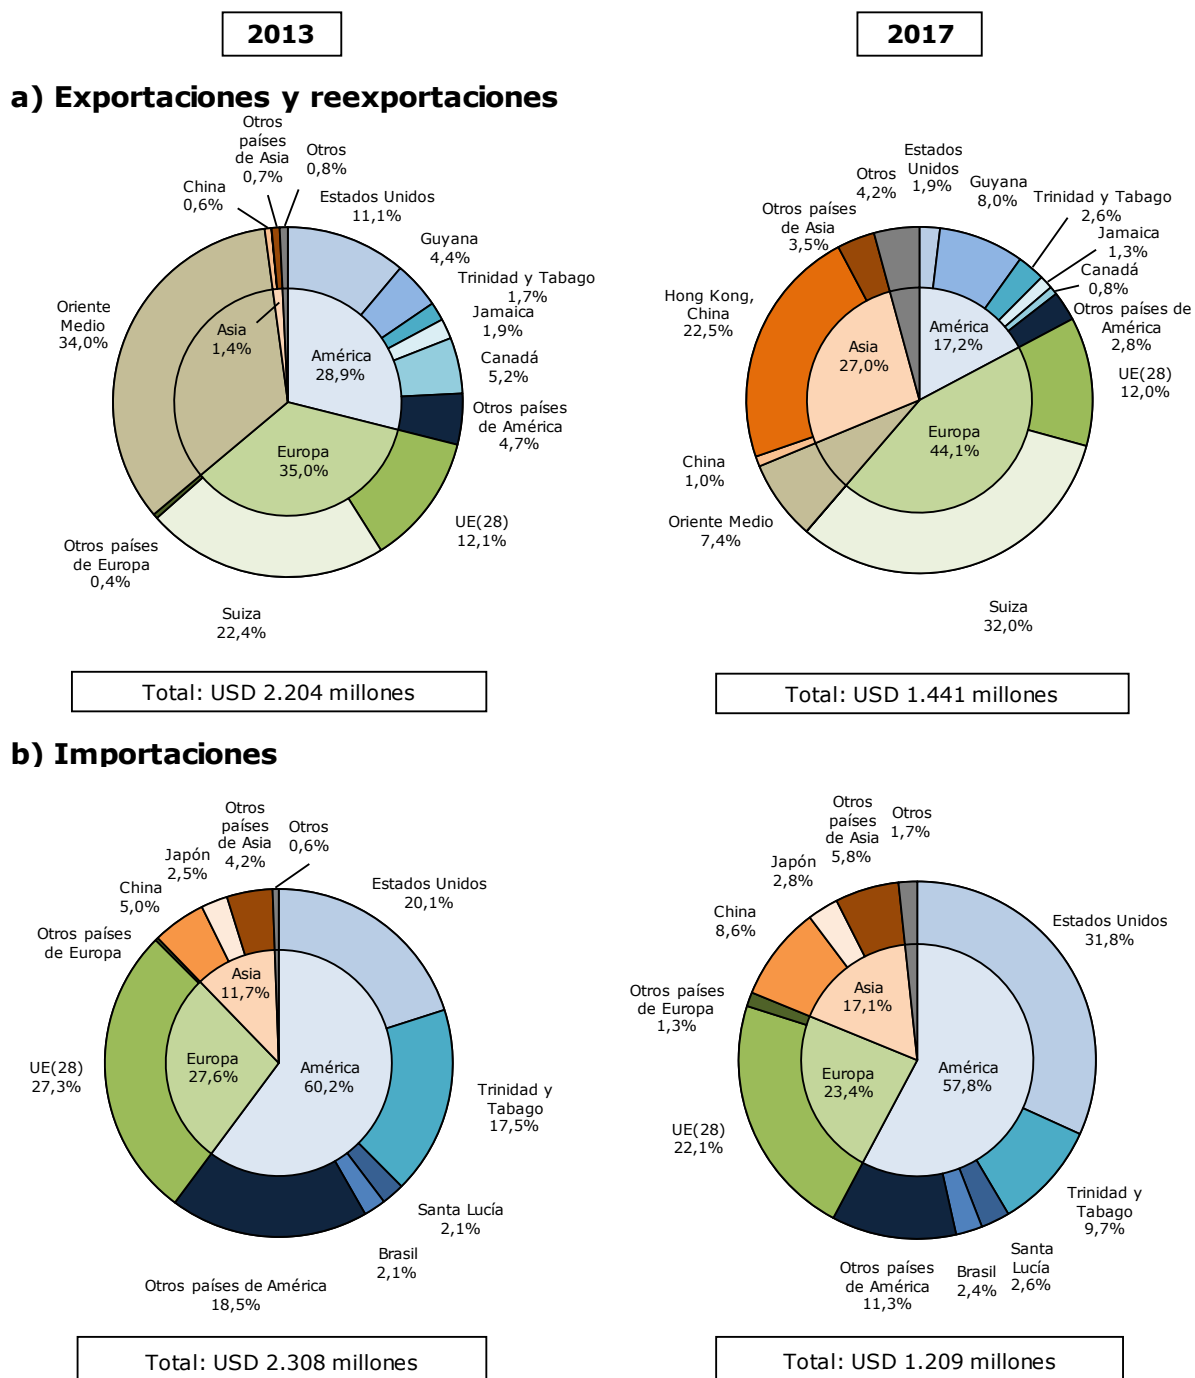 2013
2017
a) Exportaciones y reexportaciones
Otros
países
de Asia
0,7%
Otros
0,8%
China
0,6%
Estados Unidos
11,1%
Guyana
4,4%
Trinidad y Tabago
1,7%
Jamaica
1,9%
Canadá
5,2%
Otros países
de América
4,7%
UE(28)
12,1%
Suiza
22,4%
Otros países
de Europa
0,4%
Oriente
Medio
34,0%
Asia
1,4%
América
28,9%
Europa
35,0%
Total: USD 2.204 millones
Estados
Unidos
1,9%
Otros
4,2%
Guyana
8,0%
Trinidad y Tabago
2,6%
Jamaica
1,3%
Canadá
0,8%
Otros países de
América
2,8%
UE(28)
12,0%
Suiza
32,0%
Oriente Medio
7,4%
China
1,0%
Hong Kong,
China
22,5%
Otros países
de Asia
3,5%
Asia
27,0%
América
17,2%
Europa
44,1%
Total: USD 1.441 millones
b) Importaciones
Otros
países
de Asia
4,2%
Otros
0,6%
Japón
2,5%
China
5,0%
Otros países
de Europa
Estados Unidos
20,1%
Trinidad y
Tabago
17,5%
Santa Lucía
2,1%
Brasil
2,1%
Otros países de América
18,5%
UE(28)
27,3%
Asia
11,7%
Europa
27,6%
América
60,2%
Total: USD 2.308 millones
Otros
países
de Asia
5,8%
Otros
1,7%
Japón
2,8%
China
8,6%
Otros países
de Europa
1,3%
Estados Unidos
31,8%
Trinidad y
Tabago
9,7%
Santa
Lucía
2,6%
Brasil
2,4%
Otros países
de América
11,3%
UE(28)
22,1%
Asia
17,1%
Europa
23,4%
América
57,8%
Total: USD 1.209 millones